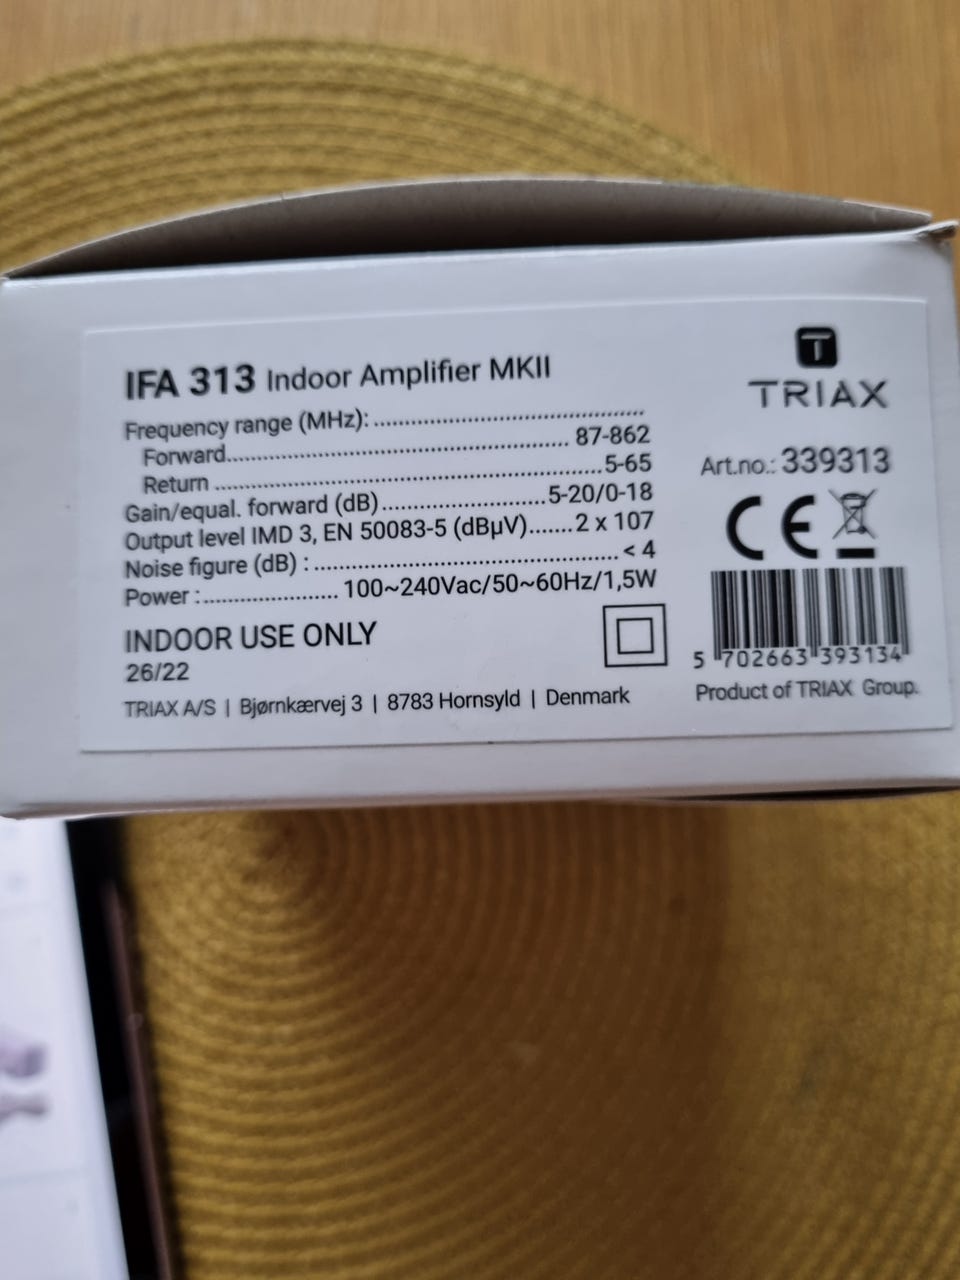 IFA 313 Indoor Amplifier MKII
Frequency range (MHz): ........................................
Forward.................................................. 87-862
Return ........................................................5-65
Gain/equal. forward (dB)............................5-20/0-18
Output level IMD 3, EN 50083-5 (dBµV).......2 x 107
Noise figure (dB) : ............................................. < 4
Power :.................... 100~240Vac/50~60Hz/1,5W
INDOOR USE ONLY
26/22
TRIAX A/S | Bjørnkærvej 3 | 8783 Hornsyld | Denmark
T
TRIAX
Art.no.: 339313
CE
5 702663 393134
Product of TRIAX Group.